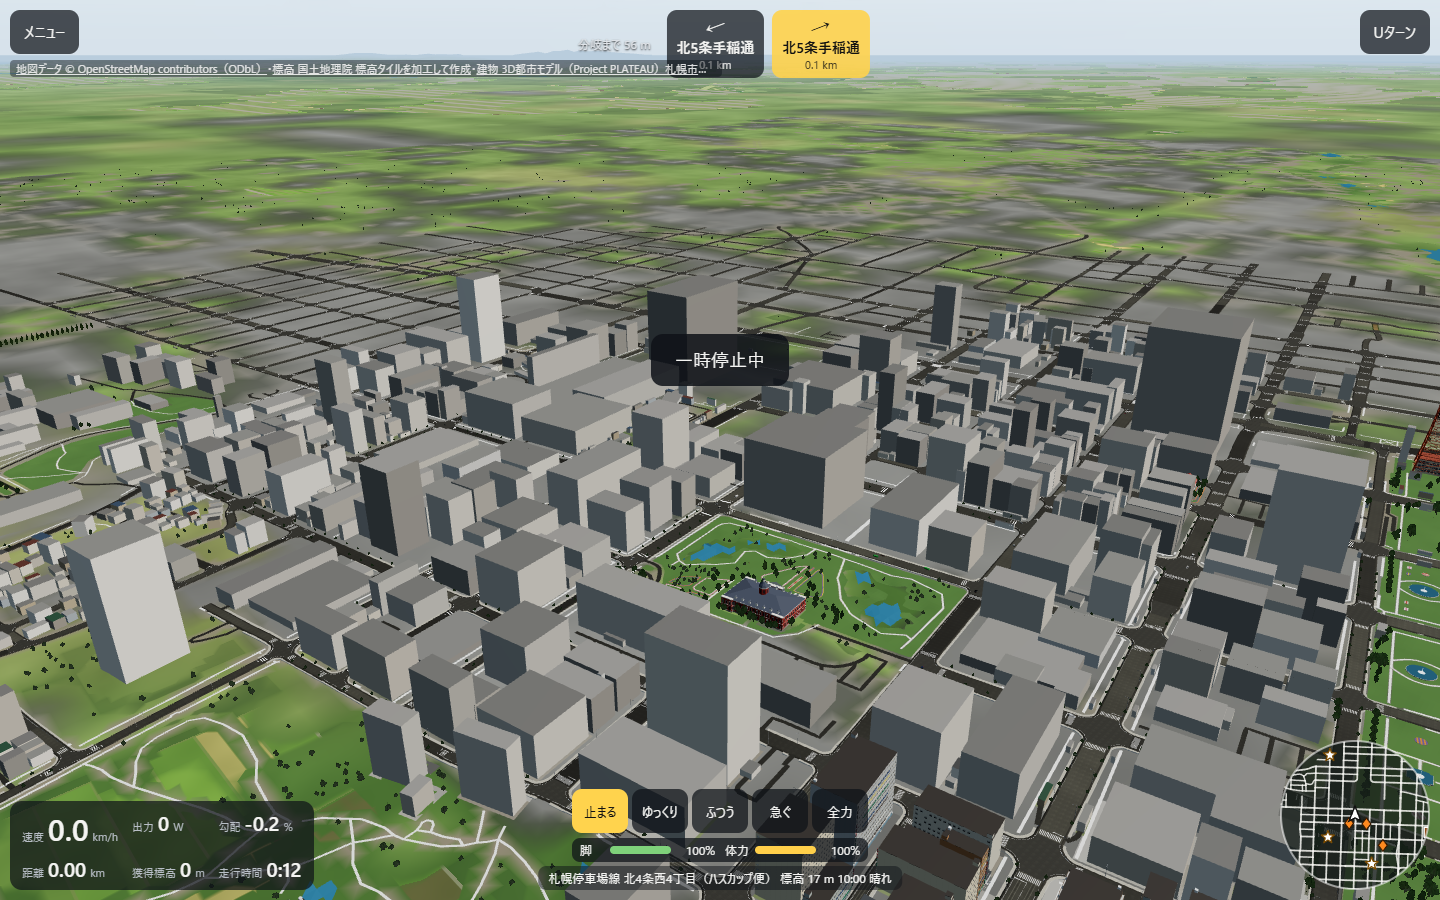 メニュー
分岐まで 56 m
← 北5条手稲通 0.1 km
→ 北5条手稲通 0.1 km
Uターン
地図データ © OpenStreetMap contributors（ODbL）・標高 国土地理院 標高タイルを加工して作成・建物 3D都市モデル（Project PLATEAU）札幌市...
一時停止中
止まる ゆっくり ふつう 急ぐ 全力
脚 100% 体力 100%
速度 0.0 km/h 出力 0 W 勾配 -0.2 %
距離 0.00 km 獲得標高 0 m 走行時間 0:12
札幌停車場線 北4条西4丁目（ハスカップ便） 標高 17 m 10:00 晴れ